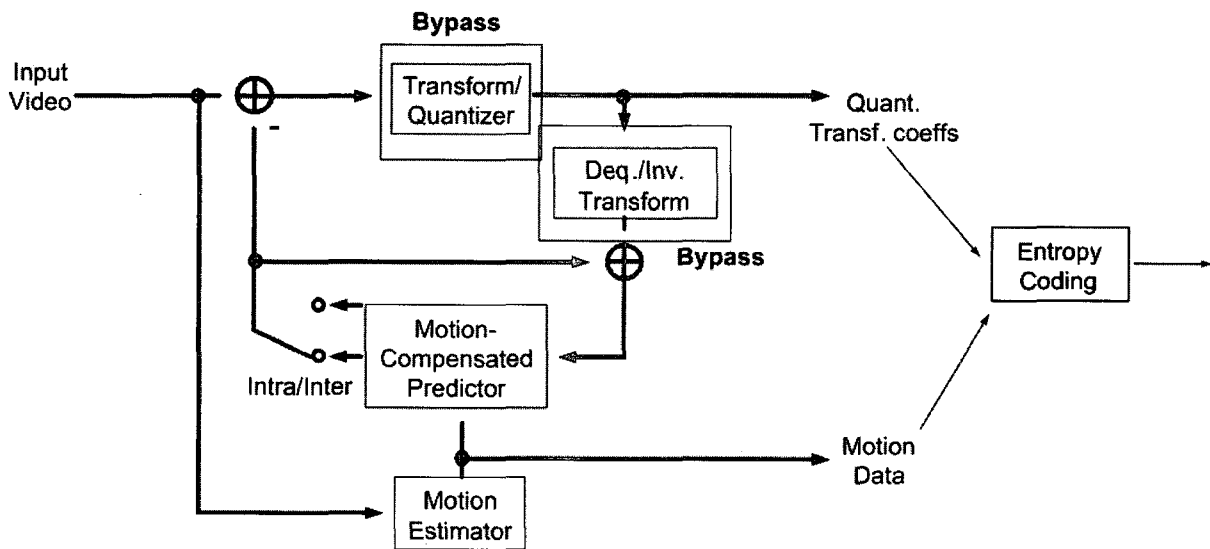 Bypass
Input
Video
Transform/
Quantizer
-
Quant.
Transf. coeffs
Deq./Inv.
Transform
Bypass
Entropy
Coding
Motion-
Compensated
Predictor
Intra/Inter
Motion
Data
Motion
Estimator